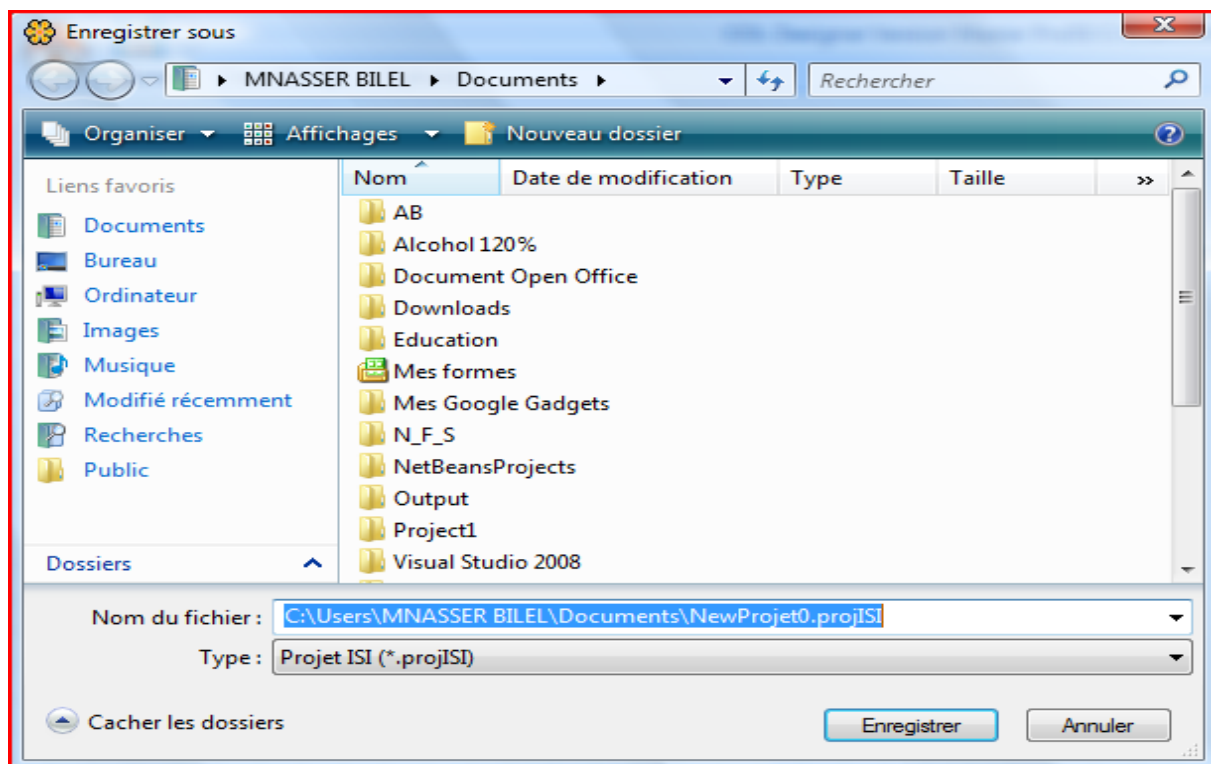 Enregistrer sous
MNASSER BILEL Documents Rechercher
Organiser Affichages Nouveau dossier
Liens favoris
Documents
Bureau
Ordinateur
Images
Musique
Modifié récemment
Recherches
Public
Dossiers
Nom Date de modification Type Taille »
AB
Alcohol 120%
Document Open Office
Downloads
Education
Mes formes
Mes Google Gadgets
N_F_S
NetBeansProjects
Output
Project1
Visual Studio 2008
Nom du fichier : C:\Users\MNASSER BILEL\Documents\NewProjet0.projISI
Type : Projet ISI (*.projISI)
Cacher les dossiers Enregistrer Annuler